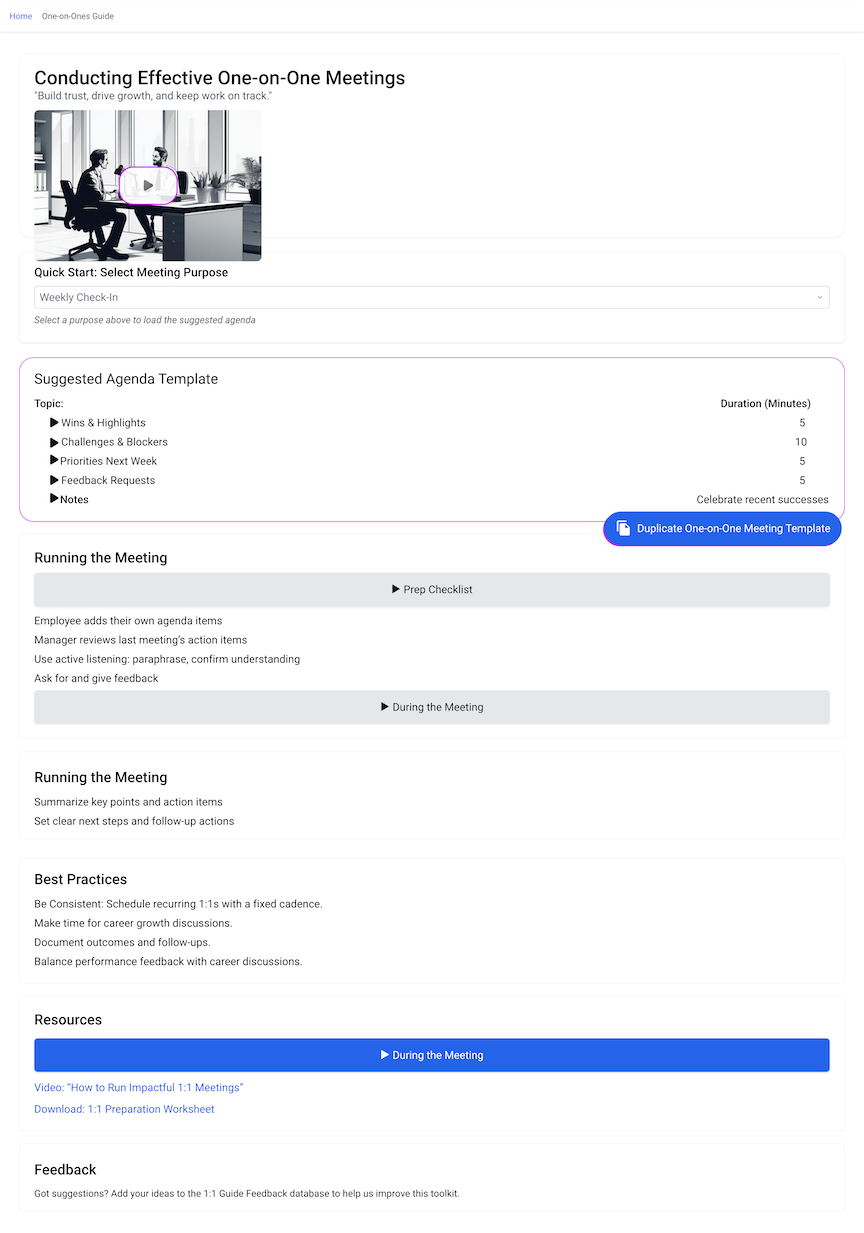 Home One-on-Ones Guide
Conducting Effective One-on-One Meetings
"Build trust, drive growth, and keep work on track."
Quick Start: Select Meeting Purpose
Weekly Check-In
Select a purpose above to load the suggested agenda
Suggested Agenda Template
Topic: Duration (Minutes)
Wins & Highlights 5
Challenges & Blockers 10
Priorities Next Week 5
Feedback Requests 5
Notes Celebrate recent successes
Duplicate One-on-One Meeting Template
Running the Meeting
Prep Checklist
Employee adds their own agenda items
Manager reviews last meeting's action items
Use active listening: paraphrase, confirm understanding
Ask for and give feedback
During the Meeting
Running the Meeting
Summarize key points and action items
Set clear next steps and follow-up actions
Best Practices
Be Consistent: Schedule recurring 1:1s with a fixed cadence.
Make time for career growth discussions.
Document outcomes and follow-ups.
Balance performance feedback with career discussions.
Resources
During the Meeting
Video: "How to Run Impactful 1:1 Meetings"
Download: 1:1 Preparation Worksheet
Feedback
Got suggestions? Add your ideas to the 1:1 Guide Feedback database to help us improve this toolkit.